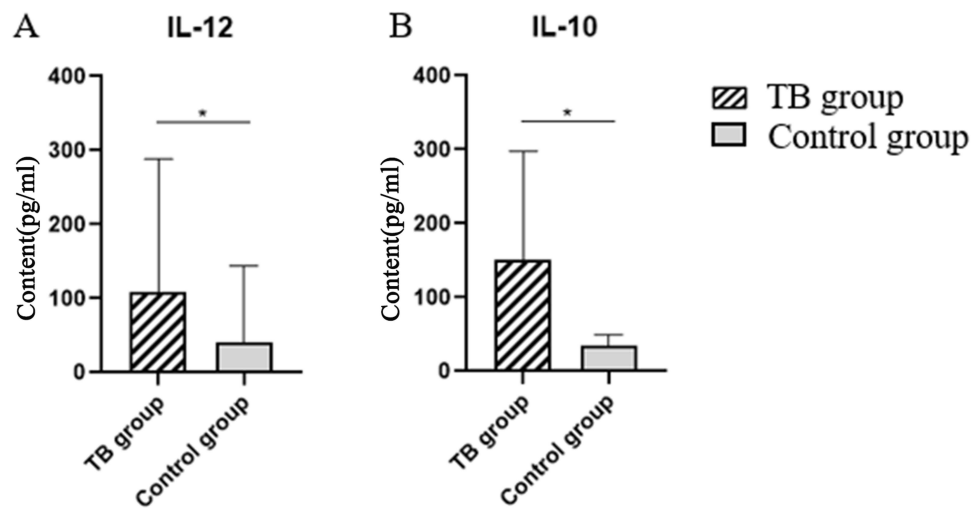 A
IL-12
400
300
200
100
0
Content(pg/ml)
*
TB group
Control group
B
IL-10
400
300
200
100
0
Content(pg/ml)
*
TB group
Control group
TB group
Control group